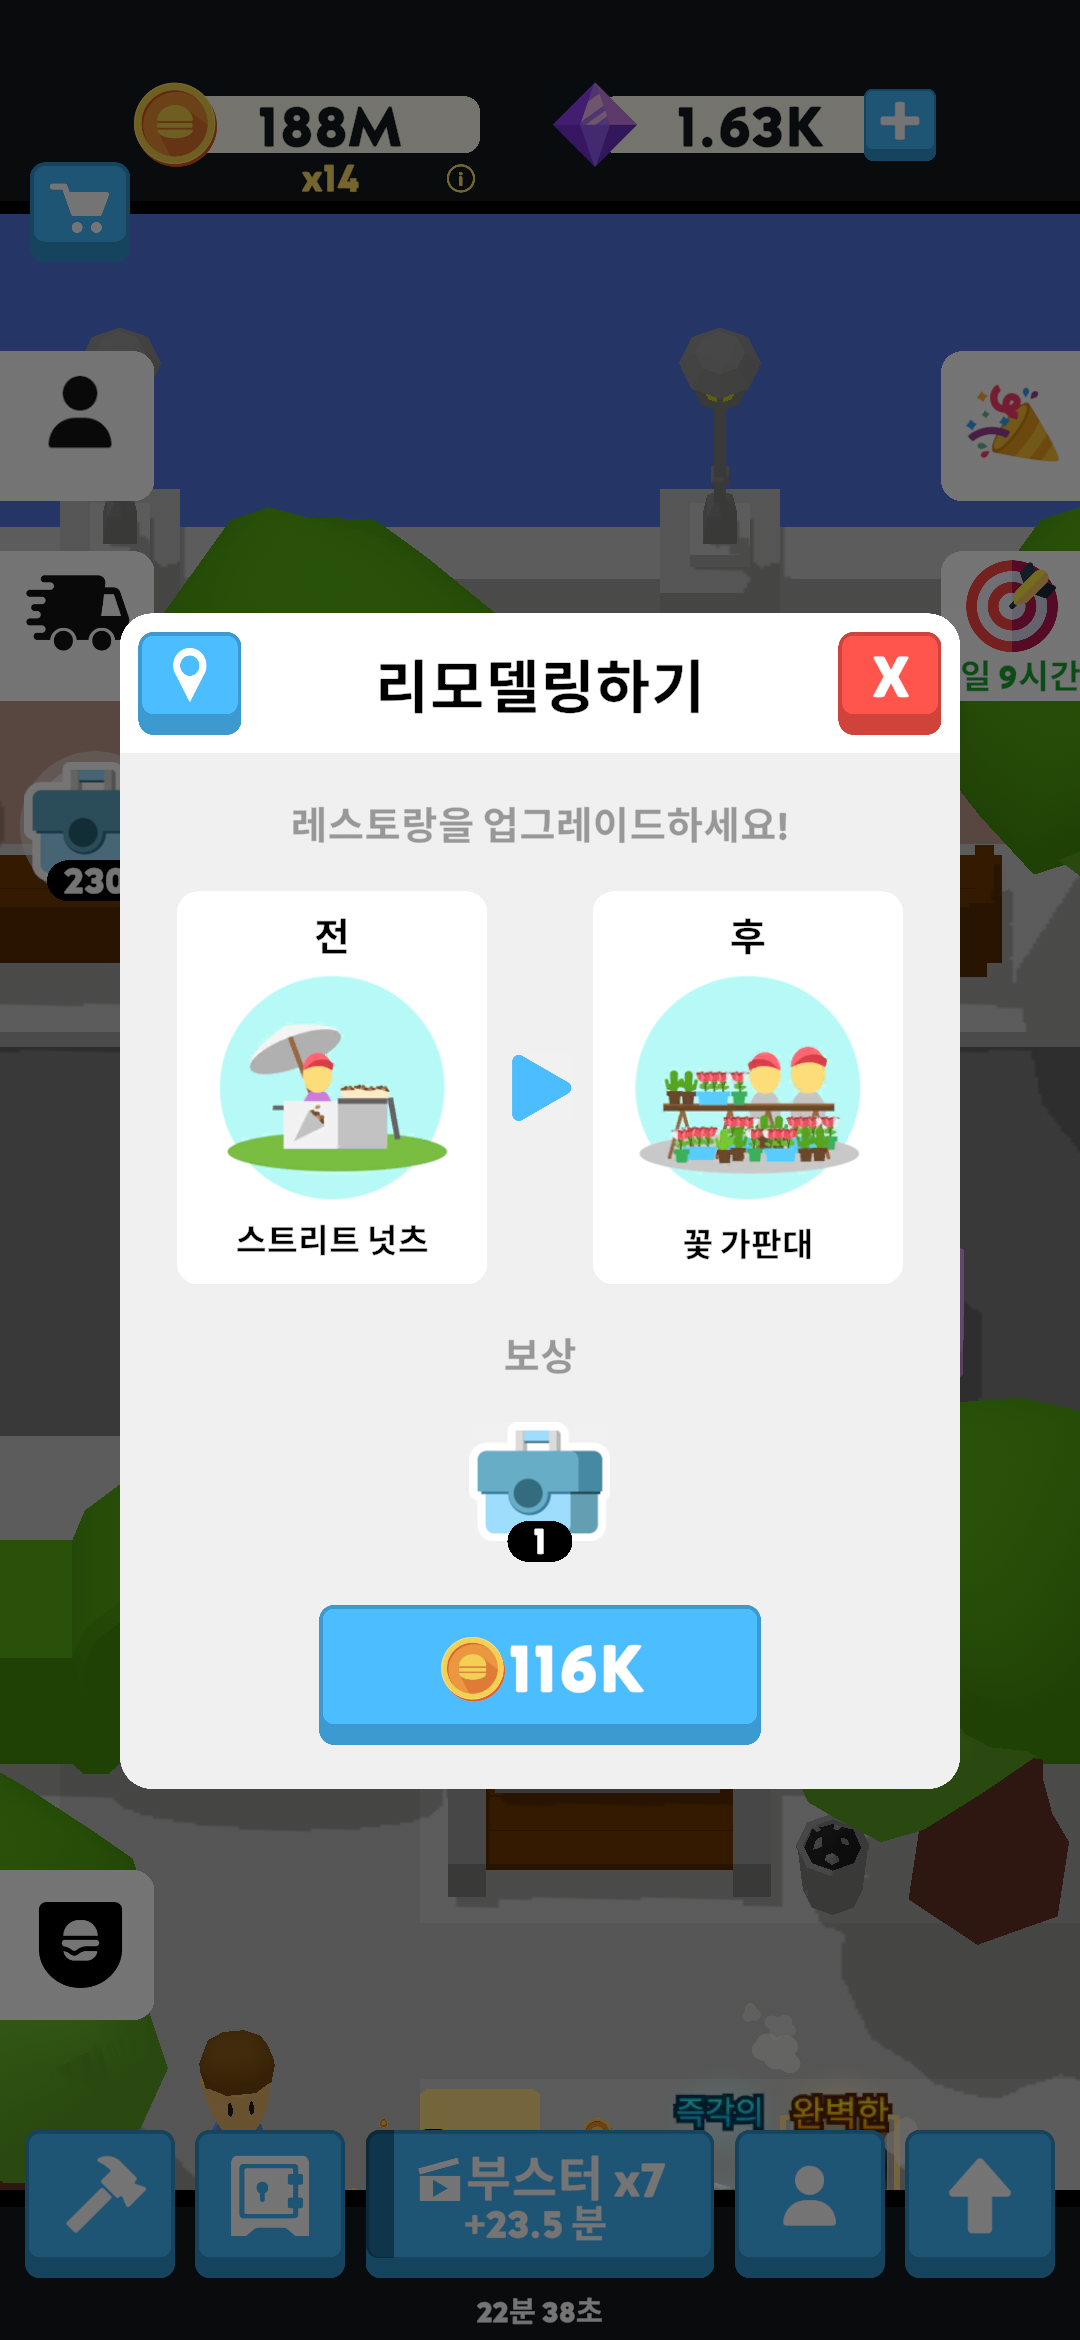 188M
x14
1.63K
일 9시간
리모델링하기
X
레스토랑을 업그레이드하세요!
230
전
후
스트리트 넛츠
꽃 가판대
보상
1
116K
즉각의
완벽한
부스터 x7
+23.5 분
22분 38초